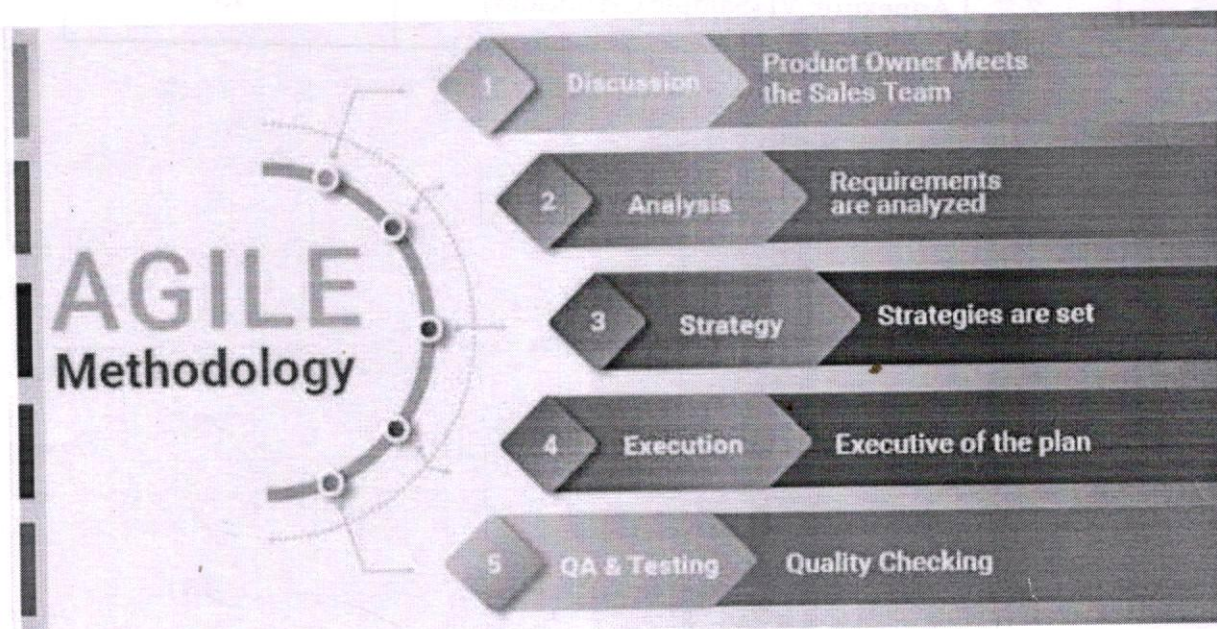 AGILE
Methodology
1
Discussion
Product Owner Meets
the Sales Team
2
Analysis
Requirements
are analyzed
3
Strategy
Strategies are set
4
Execution
Executive of the plan
5
QA & Testing
Quality Checking